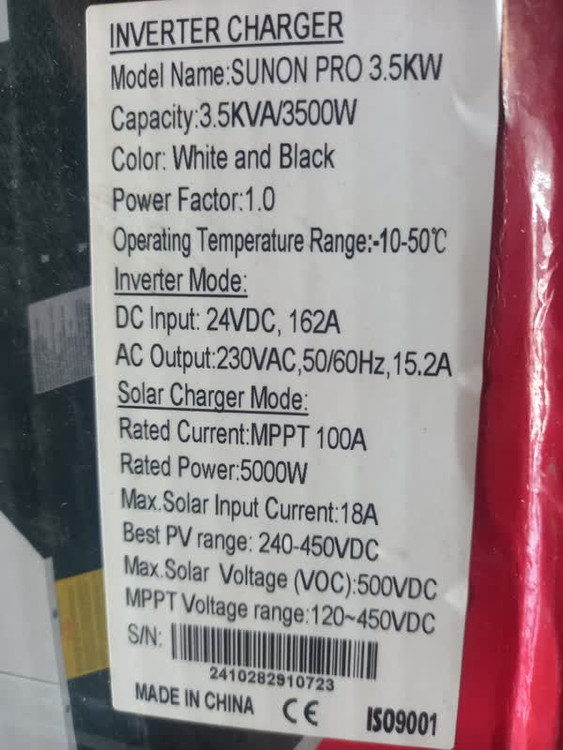 INVERTER CHARGER
Model Name:SUNON PRO 3.5KW
Capacity:3.5KVA/3500W
Color: White and Black
Power Factor:1.0
Operating Temperature Range:-10-50℃
Inverter Mode:
DC Input: 24VDC, 162A
AC Output:230VAC,50/60Hz,15.2A
Solar Charger Mode:
Rated Current:MPPT 100A
Rated Power:5000W
Max.Solar Input Current:18A
Best PV range: 240-450VDC
Max.Solar Voltage (VOC):500VDC
MPPT Voltage range:120~450VDC
S/N:
2410282910723
MADE IN CHINA CE ISO9001